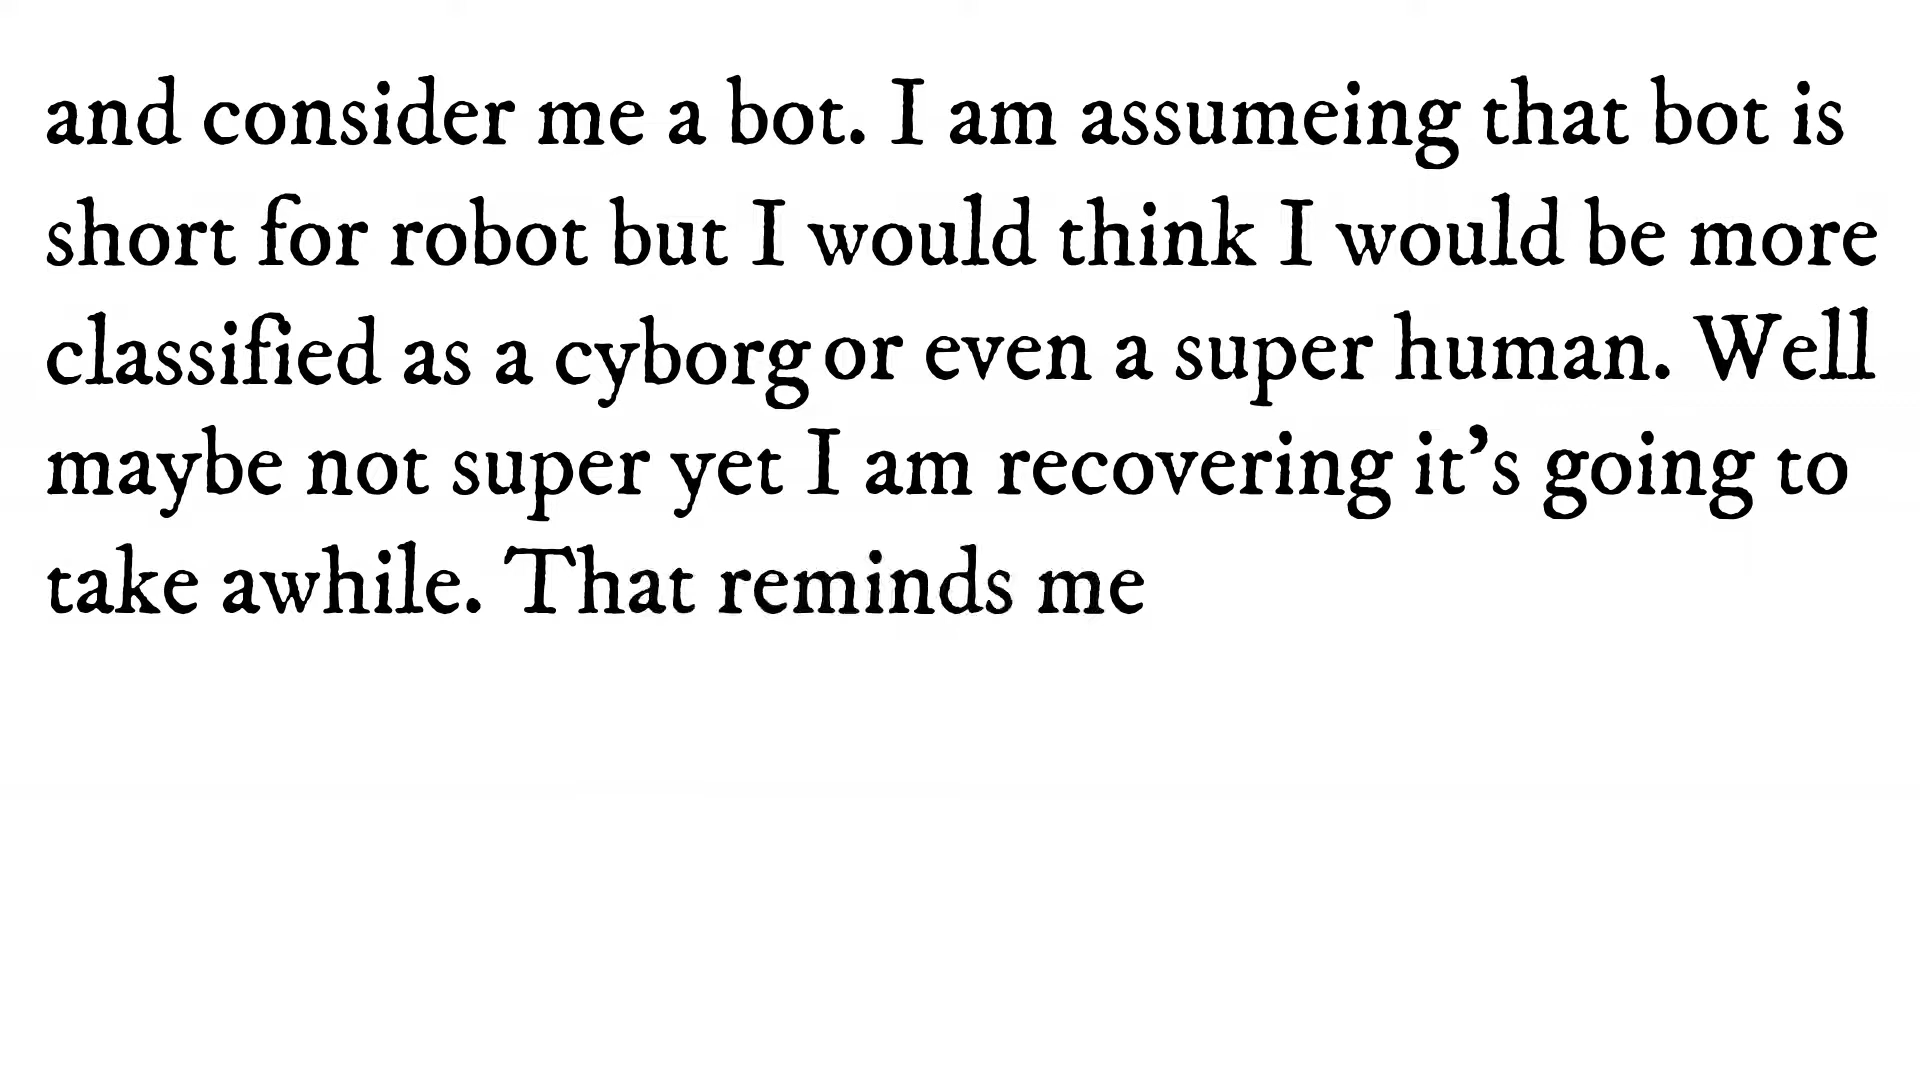 and consider me a bot. I am assumeing that bot is
short for robot but I would think I would be more
classified as a cyborg or even a super human. Well
maybe not super yet I am recovering it’s going to
take awhile. That reminds me